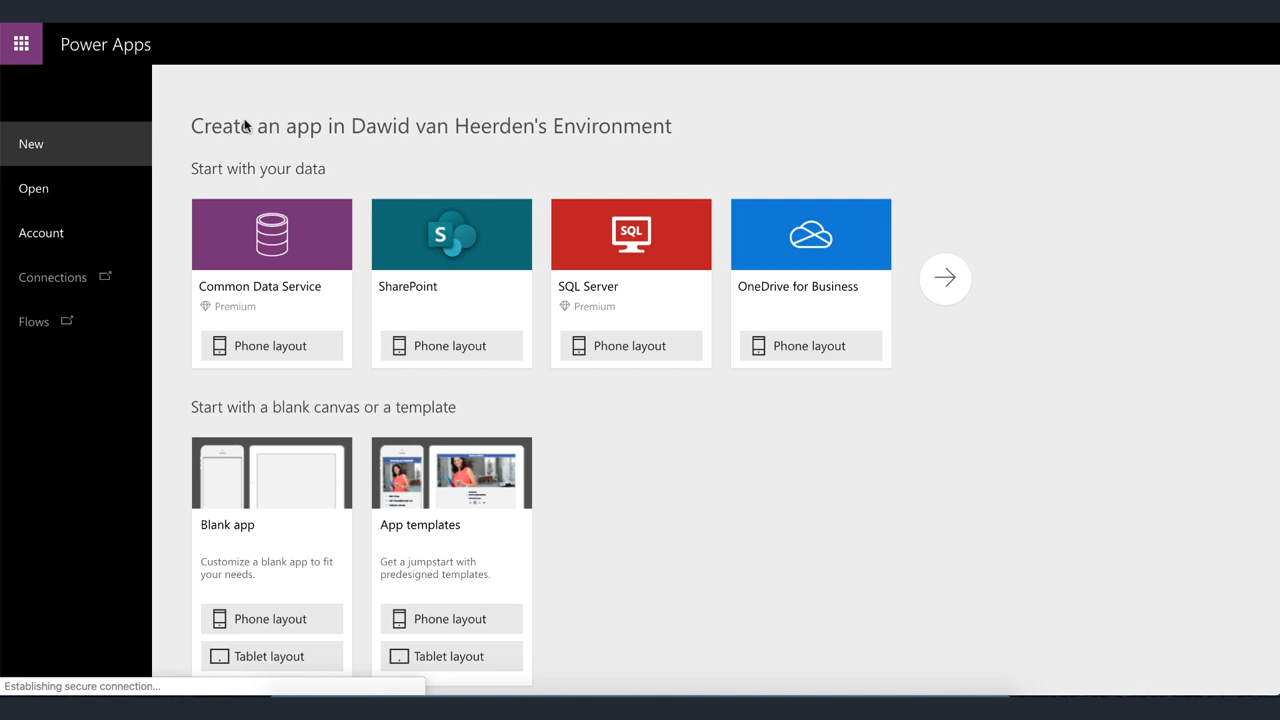 Power Apps
New
Open
Account
Connections
Flows
Create an app in Dawid van Heerden's Environment
Start with your data
S
SQL
Common Data Service
Premium
Phone layout
SharePoint
Phone layout
SQL Server
Premium
Phone layout
OneDrive for Business
Phone layout
Start with a blank canvas or a template
Blank app
Customize a blank app to fit
your needs.
Phone layout
Tablet layout
App templates
Get a jumpstart with
predesigned templates.
Phone layout
Tablet layout
Establishing secure connection...